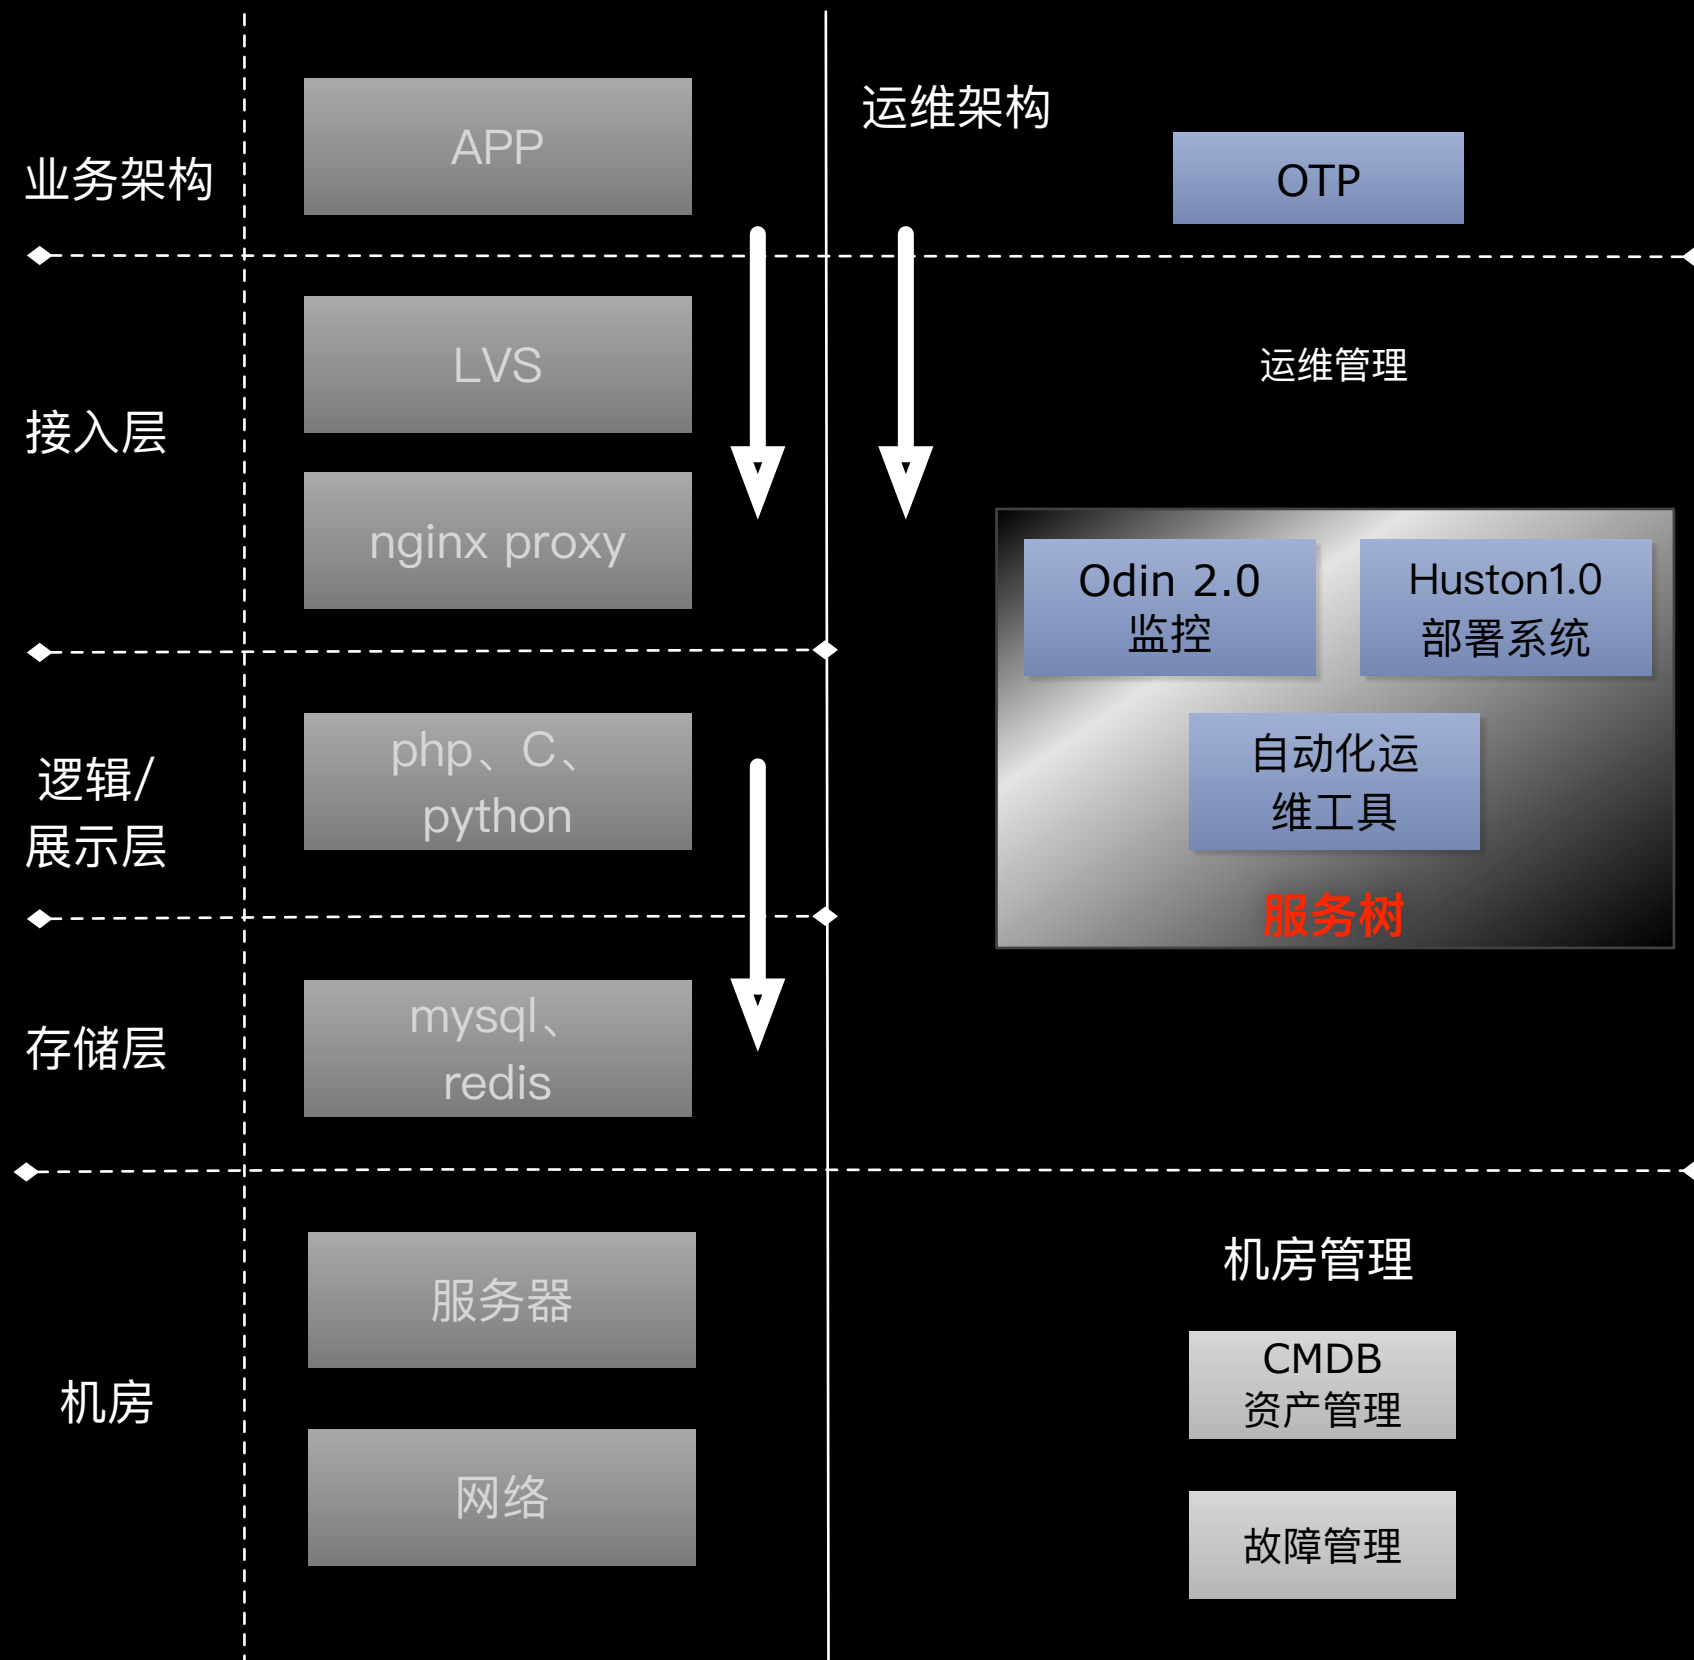 业务架构
APP
接入层
LVS
nginx proxy
逻辑/
展示层
php、C、
python
存储层
mysql、
redis
机房
服务器
网络
运维架构
OTP
运维管理
Odin 2.0
监控
Huston1.0
部署系统
自动化运
维工具
服务树
机房管理
CMDB
资产管理
故障管理